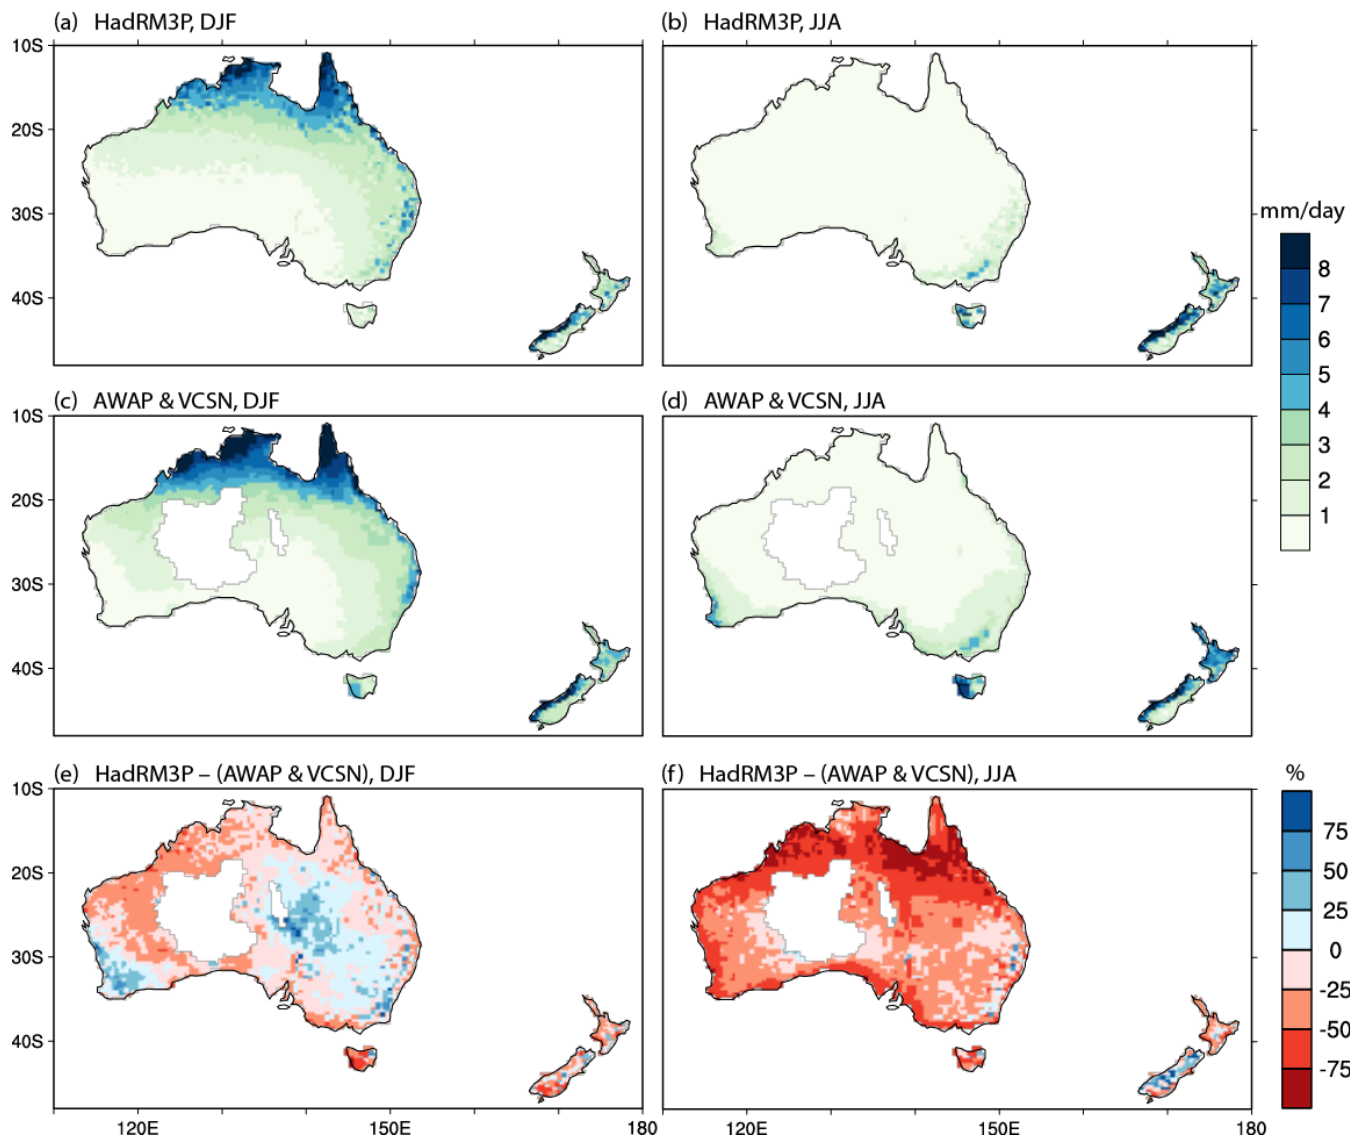 (a) HadRM3P, DJF
(b) HadRM3P, JJA
10S
20S
30S
40S
mm/day
8
7
6
5
4
3
2
1
180
(c) AWAP & VCSN, DJF
(d) AWAP & VCSN, JJA
10S
20S
30S
40S
(e) HadRM3P – (AWAP & VCSN), DJF
(f) HadRM3P – (AWAP & VCSN), JJA
%
10S
20S
30S
40S
75
50
25
0
-25
-50
-75
120E
150E
180
120E
150E
180